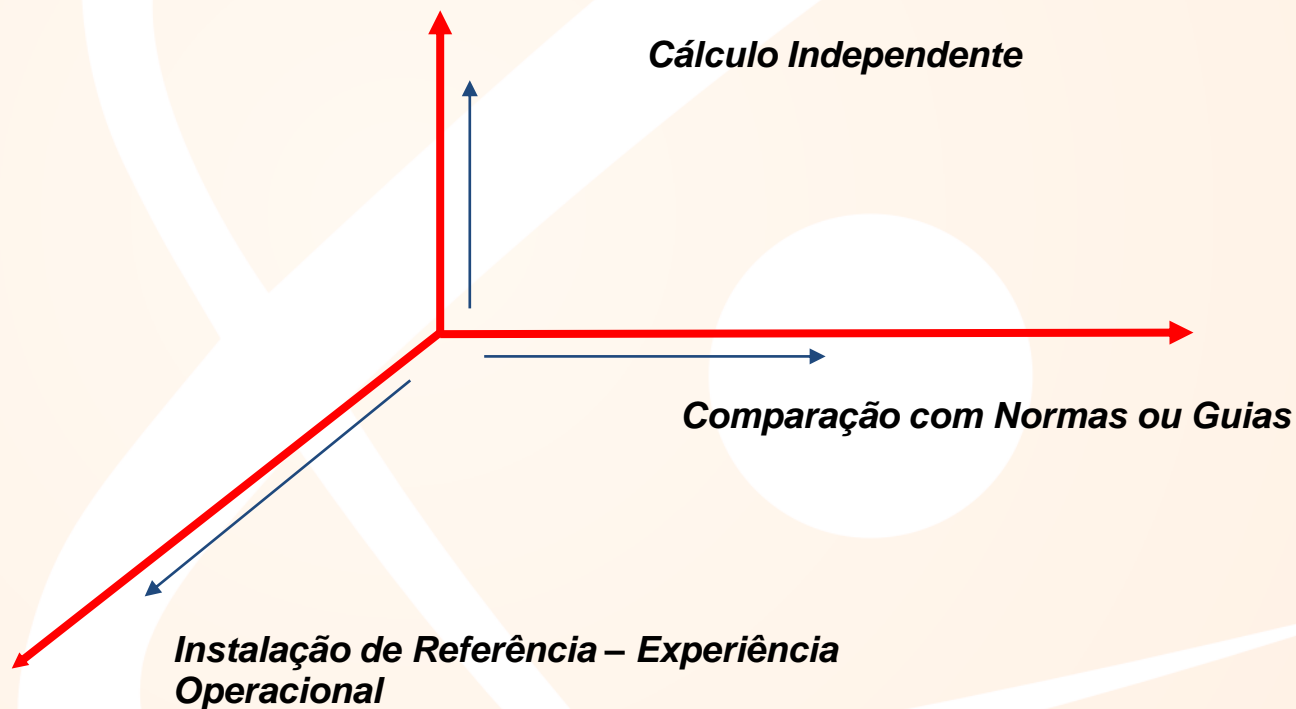 Cálculo Independente
Comparação com Normas ou Guias
Instalação de Referência – Experiência
Operacional